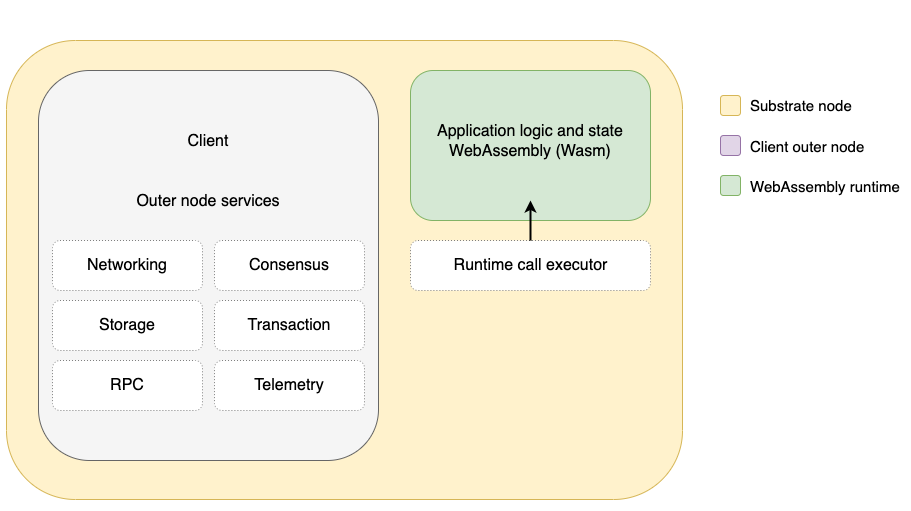 Client
Outer node services
Networking
Consensus
Storage
Transaction
RPC
Telemetry
Application logic and state
WebAssembly (Wasm)
Runtime call executor
Substrate node
Client outer node
WebAssembly runtime